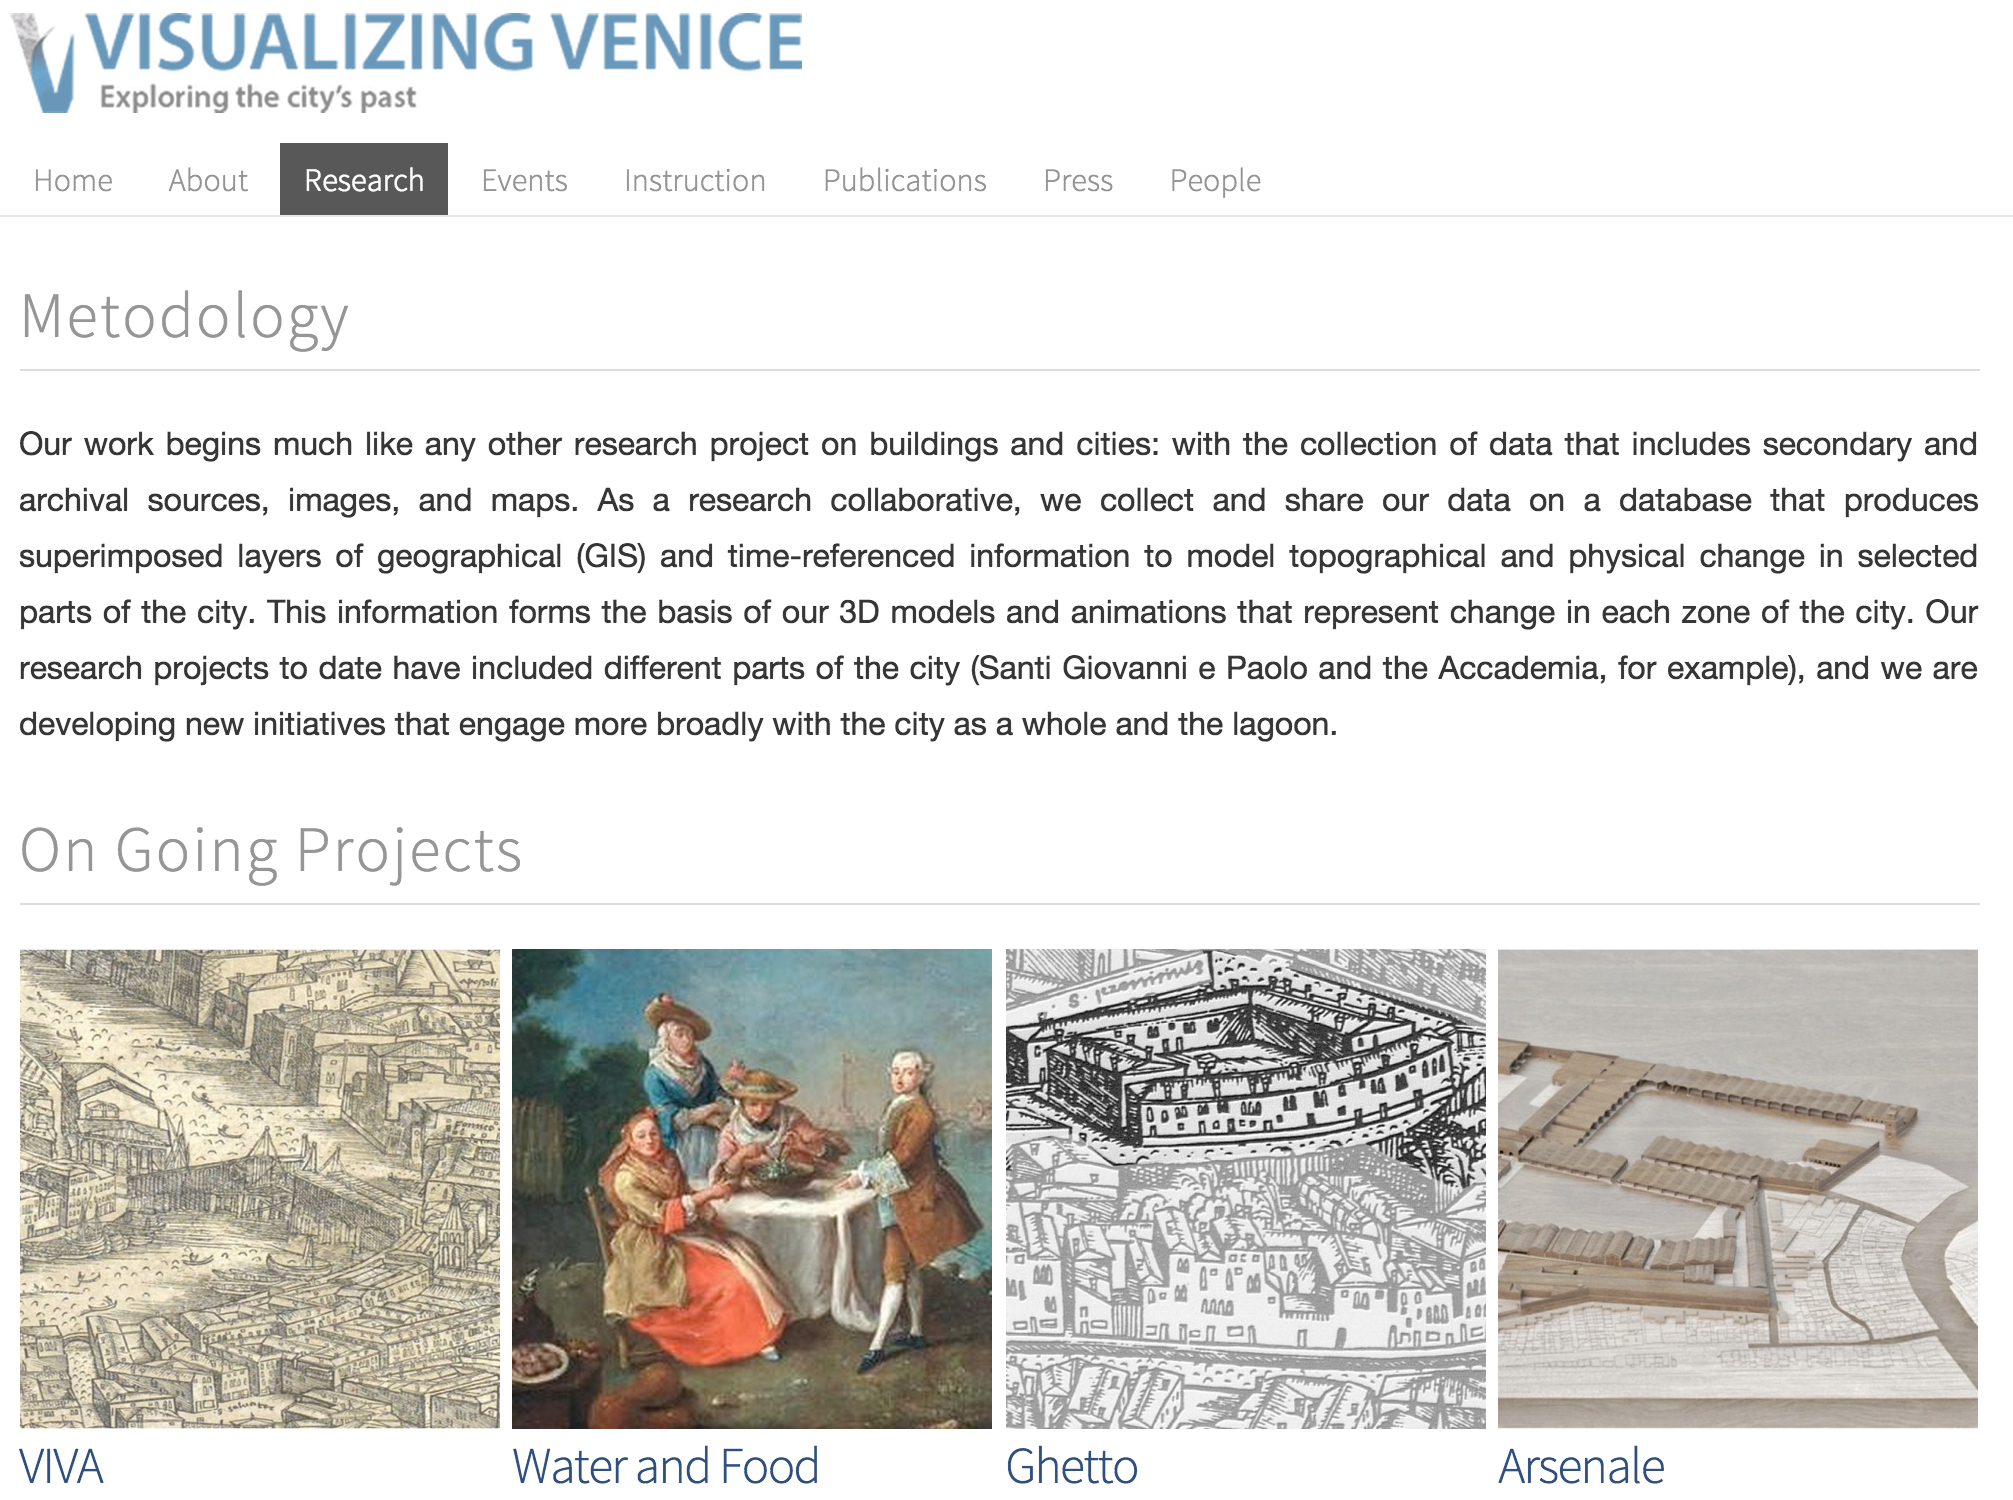 VISUALIZING VENICE
Exploring the city's past
Home About Research Events Instruction Publications Press People
Metodology
Our work begins much like any other research project on buildings and cities: with the collection of data that includes secondary and
archival sources, images, and maps. As a research collaborative, we collect and share our data on a database that produces
superimposed layers of geographical (GIS) and time-referenced information to model topographical and physical change in selected
parts of the city. This information forms the basis of our 3D models and animations that represent change in each zone of the city. Our
research projects to date have included different parts of the city (Santi Giovanni e Paolo and the Accademia, for example), and we are
developing new initiatives that engage more broadly with the city as a whole and the lagoon.
On Going Projects
VIVA
Water and Food
Ghetto
Arsenale